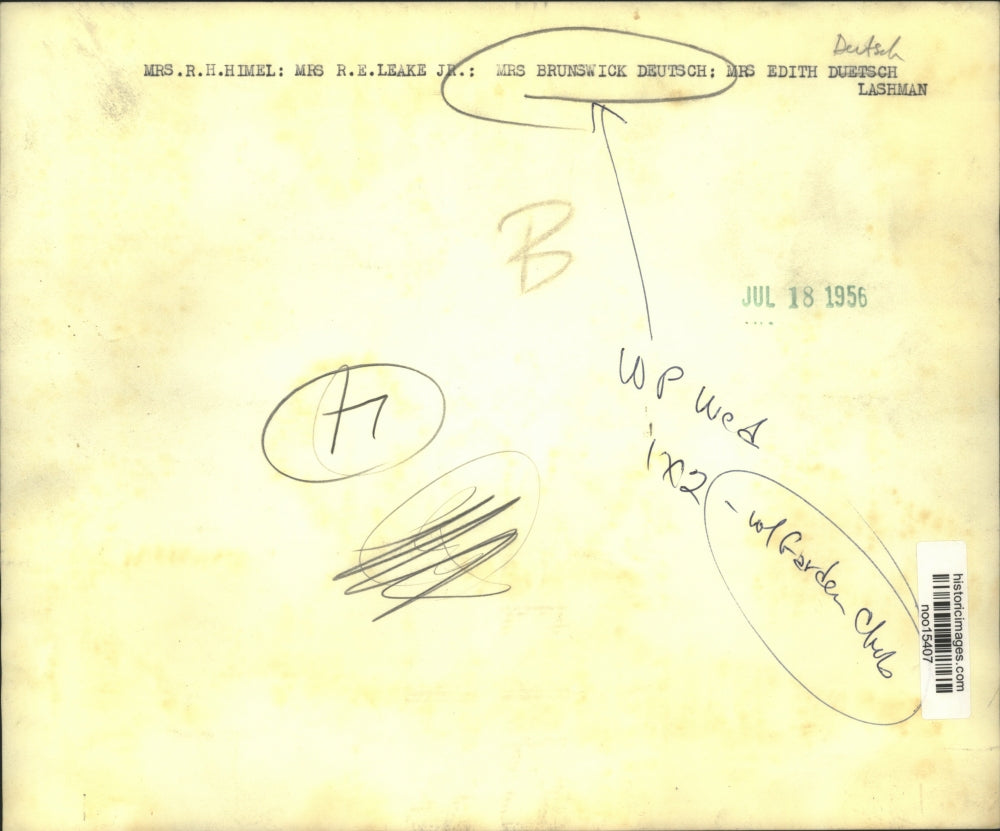 Deutsch
MRS.R.H.HIMEL: MRS R.E.LEAKE JR.: MRS BRUNSWICK DEUTSCH: MRS EDITH DUETSCH
LASHMAN
B
JUL 18 1956
WP Wed
1X2 - w/ Garden Club
historicimages.com
noo15407